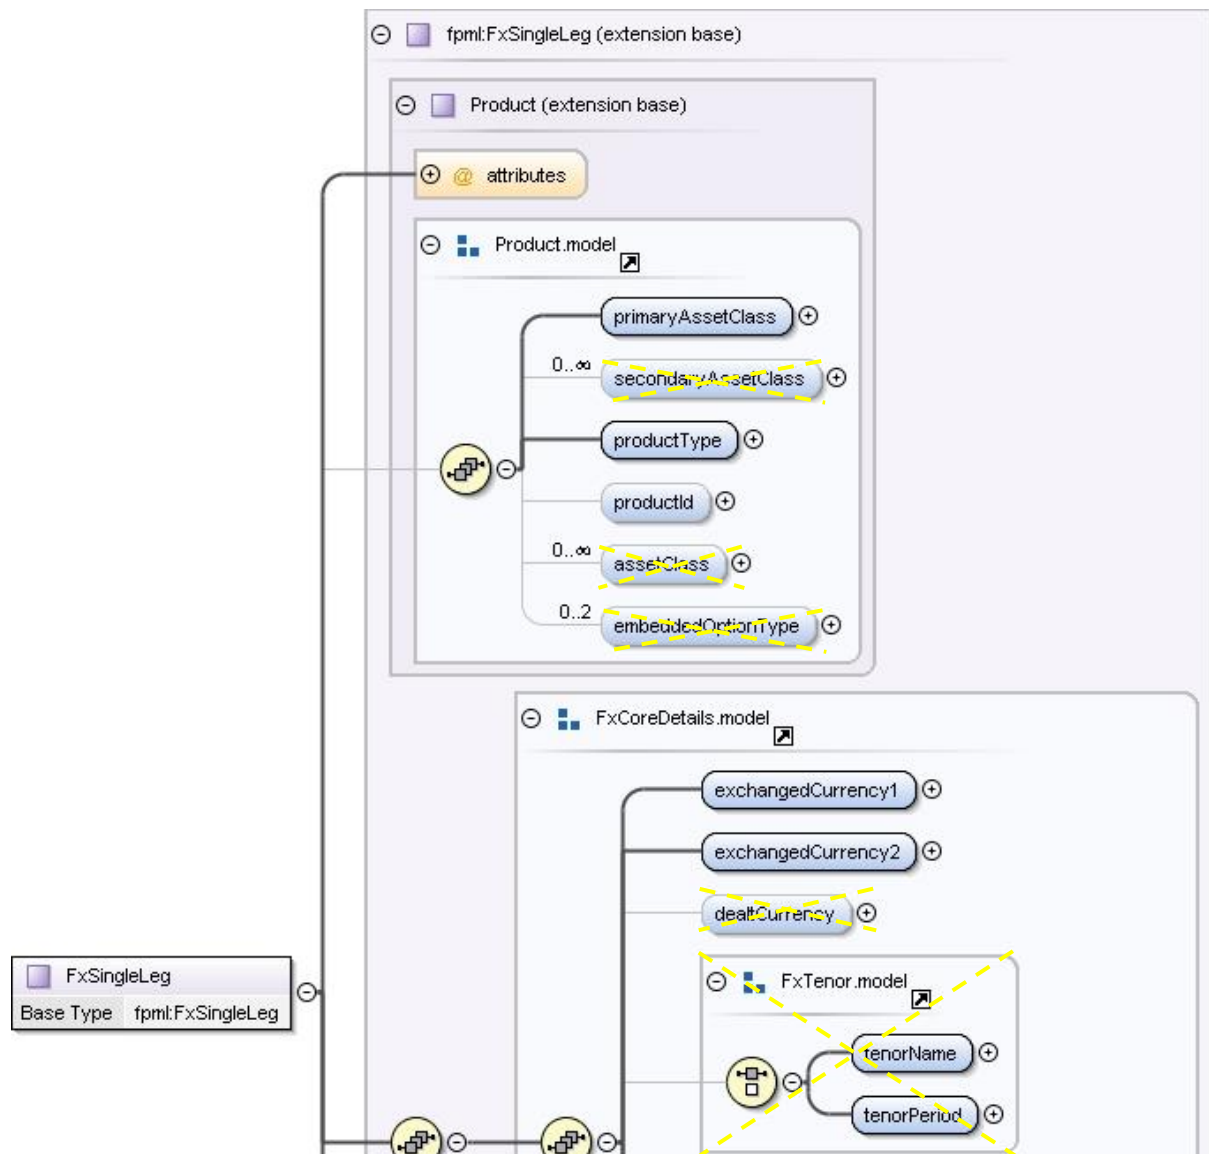 fpml:FxSingleLeg (extension base)
Product (extension base)
@ attributes
Product.model
primaryAssetClass
0..∞
secondaryAssetClass
productType
productId
0..∞
assetClass
0..2
embeddedOptionType
FxCoreDetails.model
exchangedCurrency1
exchangedCurrency2
dealtCurrency
FxSingleLeg
Base Type fpml:FxSingleLeg
FxTenor.model
tenorName
tenorPeriod